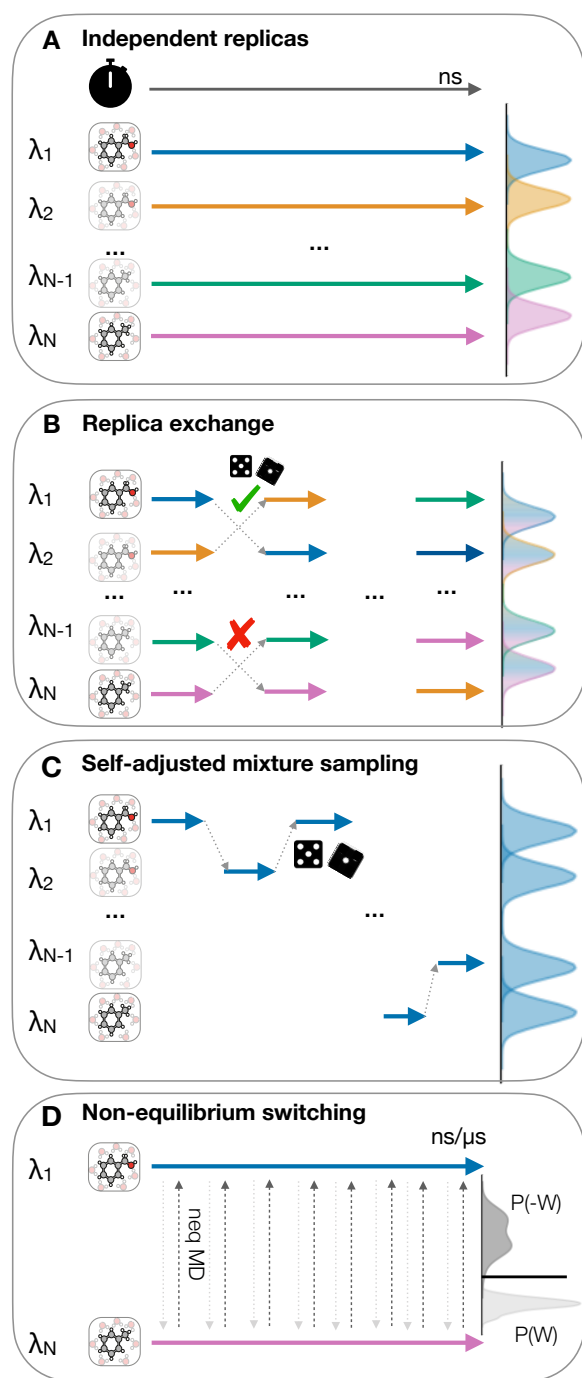 A Independent replicas
ns
λ1
λ2
... ...
λN-1
λN
B Replica exchange
λ1
λ2
... ... ... ... ...
λN-1
λN
C Self-adjusted mixture sampling
λ1
λ2
... ...
λN-1
λN
D Non-equilibrium switching
ns/µs
λ1
P(-W)
neq MD
λN
P(W)